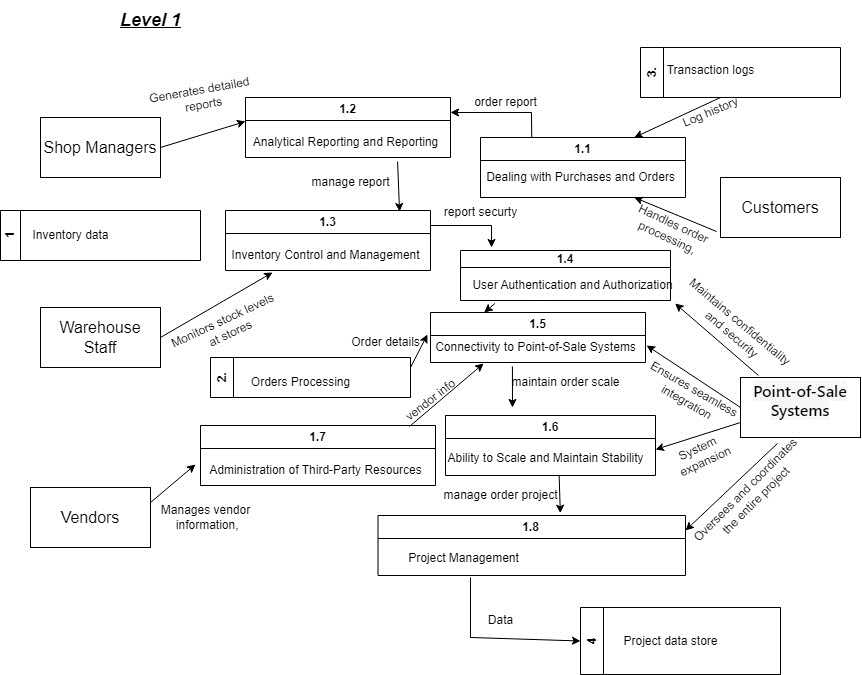 Level 1
3.
Transaction logs
Generates detailed
reports
order report
Log history
1.2
Analytical Reporting and Reporting
Shop Managers
1.1
Dealing with Purchases and Orders
manage report
Customers
Handles order
processing,
1.3
Inventory Control and Management
report securty
1
Inventory data
1.4
User Authentication and Authorization
Maintains confidentiality
and security
Warehouse
Staff
Monitors stock levels
at stores
1.5
Connectivity to Point-of-Sale Systems
Order details
2.
Orders Processing
vendor info
maintain order scale
Ensures seamless
integration
Point-of-Sale
Systems
1.6
Ability to Scale and Maintain Stability
System
expansion
1.7
Administration of Third-Party Resources
Vendors
Manages vendor
information,
manage order project
Oversees and coordinates
the entire project
1.8
Project Management
Data
4
Project data store